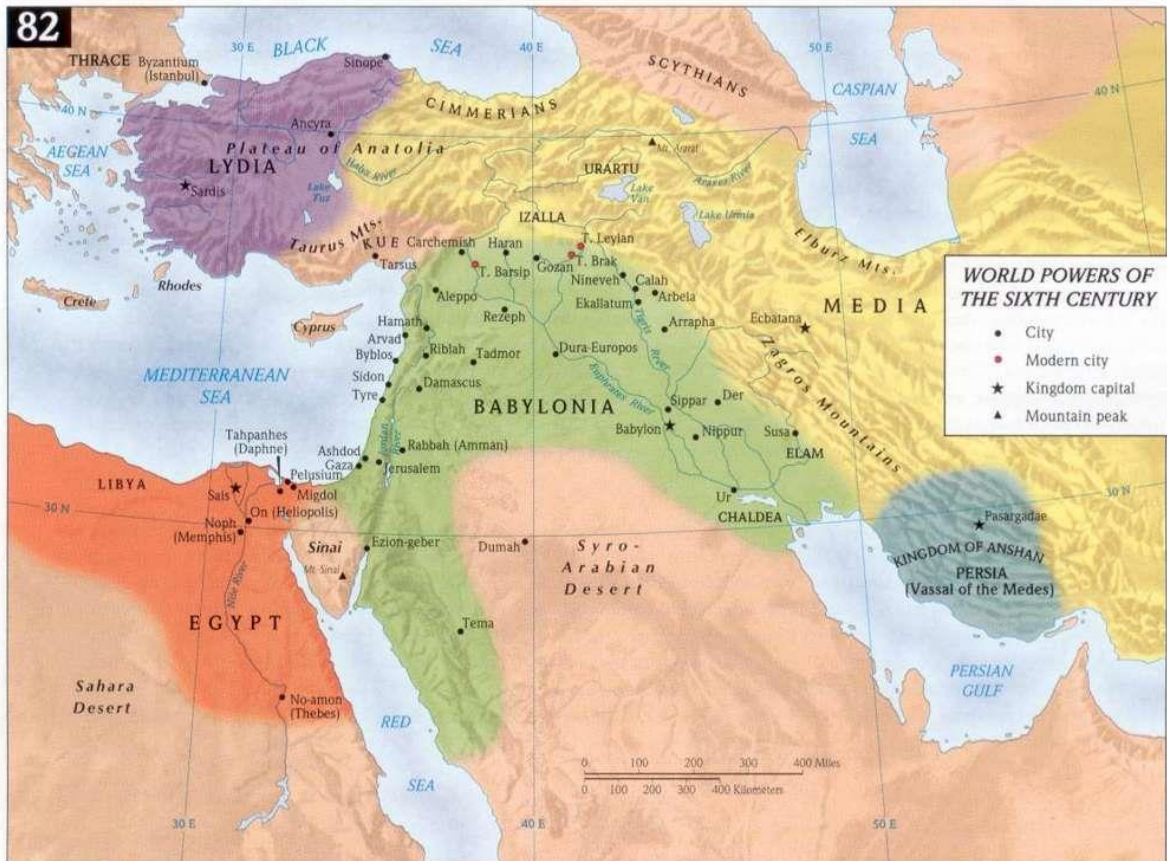 82
THRACE
Byzantium
(Istanbul)
30 E
BLACK
SEA
40 E
50 E
Sinope
SCYTHIANS
CASPIAN
SEA
40 N
40 N
CIMMERIANS
Ancyra
Plateau of Anatolia
LYDIA
AEGEAN
SEA
Sardis
Halys River
Lake
Tuz
Mt. Ararat
URARTU
Araxes River
Lake
Van
Lake Urmia
IZALLA
Taurus Mts.
KUE
Tarsus
Carchemish
Haran
T. Leylan
T. Brak
T. Barsip
Gozan
Nineveh
Calah
Arbela
Ekallatum
Elburz Mts.
Rhodes
Crete
Cyprus
Aleppo
Rezeph
Tigris
River
Arrapha
Ecbatana
MEDIA
Hamath
Arvad
Byblos
Riblah
Tadmor
Dura-Europos
Zagros Mountains
Sidon
Tyre
Damascus
Euphrates River
MEDITERRANEAN
SEA
BABYLONIA
Sippar
Der
Babylon
Nippur
Susa
ELAM
WORLD POWERS OF
THE SIXTH CENTURY
City
Modern city
Kingdom capital
Mountain peak
Tahpanhes
(Daphne)
Ashdod
Gaza
Jordan
River
Rabbah (Amman)
Jerusalem
LIBYA
Pelusium
Migdol
Sais
On (Heliopolis)
Ur
CHALDEA
30 N
30 N
Noph
(Memphis)
Sinai
Mt. Sinai
Ezion-geber
Dumah
Syro-
Arabian
Desert
Pasargadae
KINGDOM OF ANSHAN
PERSIA
(Vassal of the Medes)
Nile River
EGYPT
Tema
Sahara
Desert
No-amon
(Thebes)
RED
SEA
PERSIAN
GULF
0 100 200 300 400 Miles
0 100 200 300 400 Kilometers
30 E
40 E
50 E